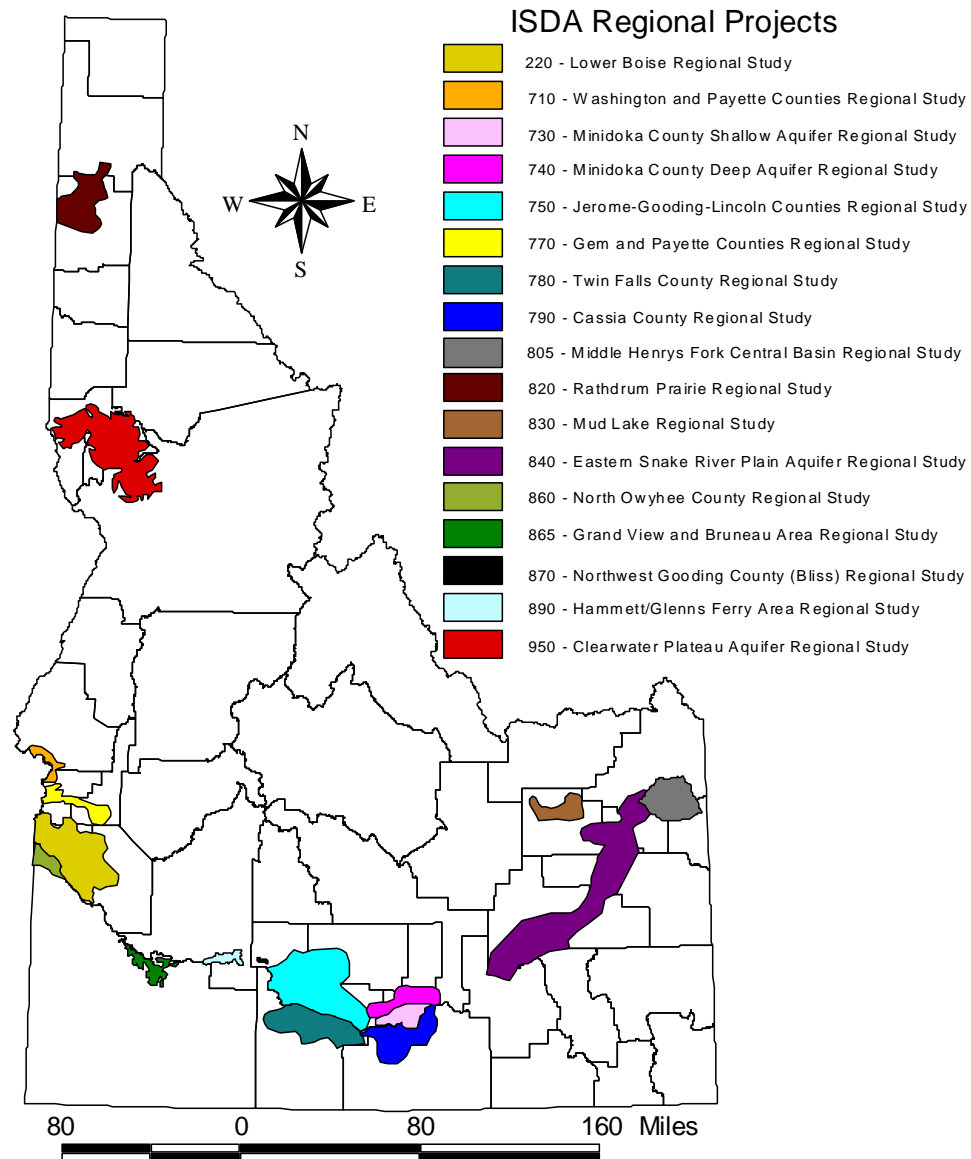 ISDA Regional Projects
220 - Lower Boise Regional Study
710 - Washington and Payette Counties Regional Study
730 - Minidoka County Shallow Aquifer Regional Study
740 - Minidoka County Deep Aquifer Regional Study
750 - Jerome-Gooding-Lincoln Counties Regional Study
770 - Gem and Payette Counties Regional Study
780 - Twin Falls County Regional Study
790 - Cassia County Regional Study
805 - Middle Henrys Fork Central Basin Regional Study
820 - Rathdrum Prairie Regional Study
830 - Mud Lake Regional Study
840 - Eastern Snake River Plain Aquifer Regional Study
860 - North Owyhee County Regional Study
865 - Grand View and Bruneau Area Regional Study
870 - Northwest Gooding County (Bliss) Regional Study
890 - Hammett/Glenns Ferry Area Regional Study
950 - Clearwater Plateau Aquifer Regional Study
N
W E
S
80 0 80 160 Miles